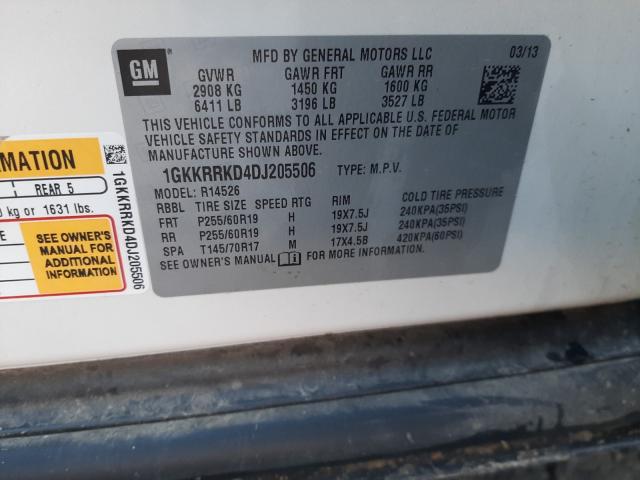 GM
MFD BY GENERAL MOTORS LLC 03/13
GVWR GAWR FRT GAWR RR
2908 KG 1450 KG 1600 KG
6411 LB 3196 LB 3527 LB
THIS VEHICLE CONFORMS TO ALL APPLICABLE U.S. FEDERAL MOTOR
VEHICLE SAFETY STANDARDS IN EFFECT ON THE DATE OF
MANUFACTURE SHOWN ABOVE.
1GKKRRKD4DJ205506 TYPE: M.P.V.
MODEL: R14526
RBBL TIRE SIZE SPEED RTG RIM COLD TIRE PRESSURE
FRT P255/60R19 H 19X7.5J 240KPA(35PSI)
RR P255/60R19 H 19X7.5J 240KPA(35PSI)
SPA T145/70R17 M 17X4.5B 420KPA(60PSI)
SEE OWNER'S MANUAL FOR MORE INFORMATION.
RMATION
REAR 5
kg or 1631 lbs.
RE
SEE OWNER'S
MANUAL FOR
ADDITIONAL
INFORMATION
1GKKRRKD4DJ205506